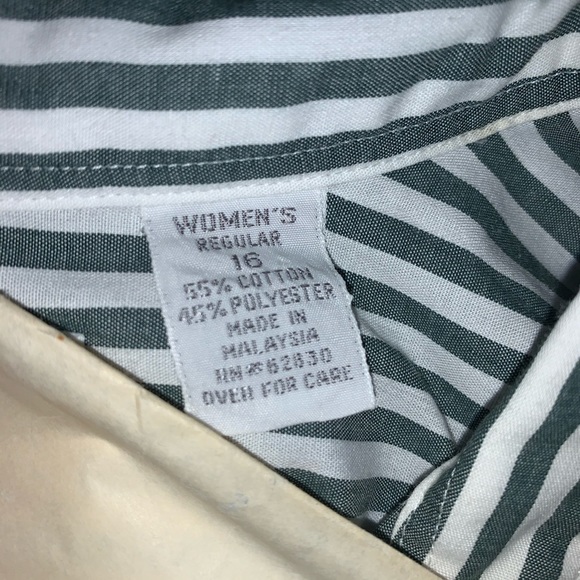 WOMEN'S
REGULAR
16
55% COTTON
45% POLYESTER
MADE IN
MALAYSIA
RN# 62830
OVER FOR CARE